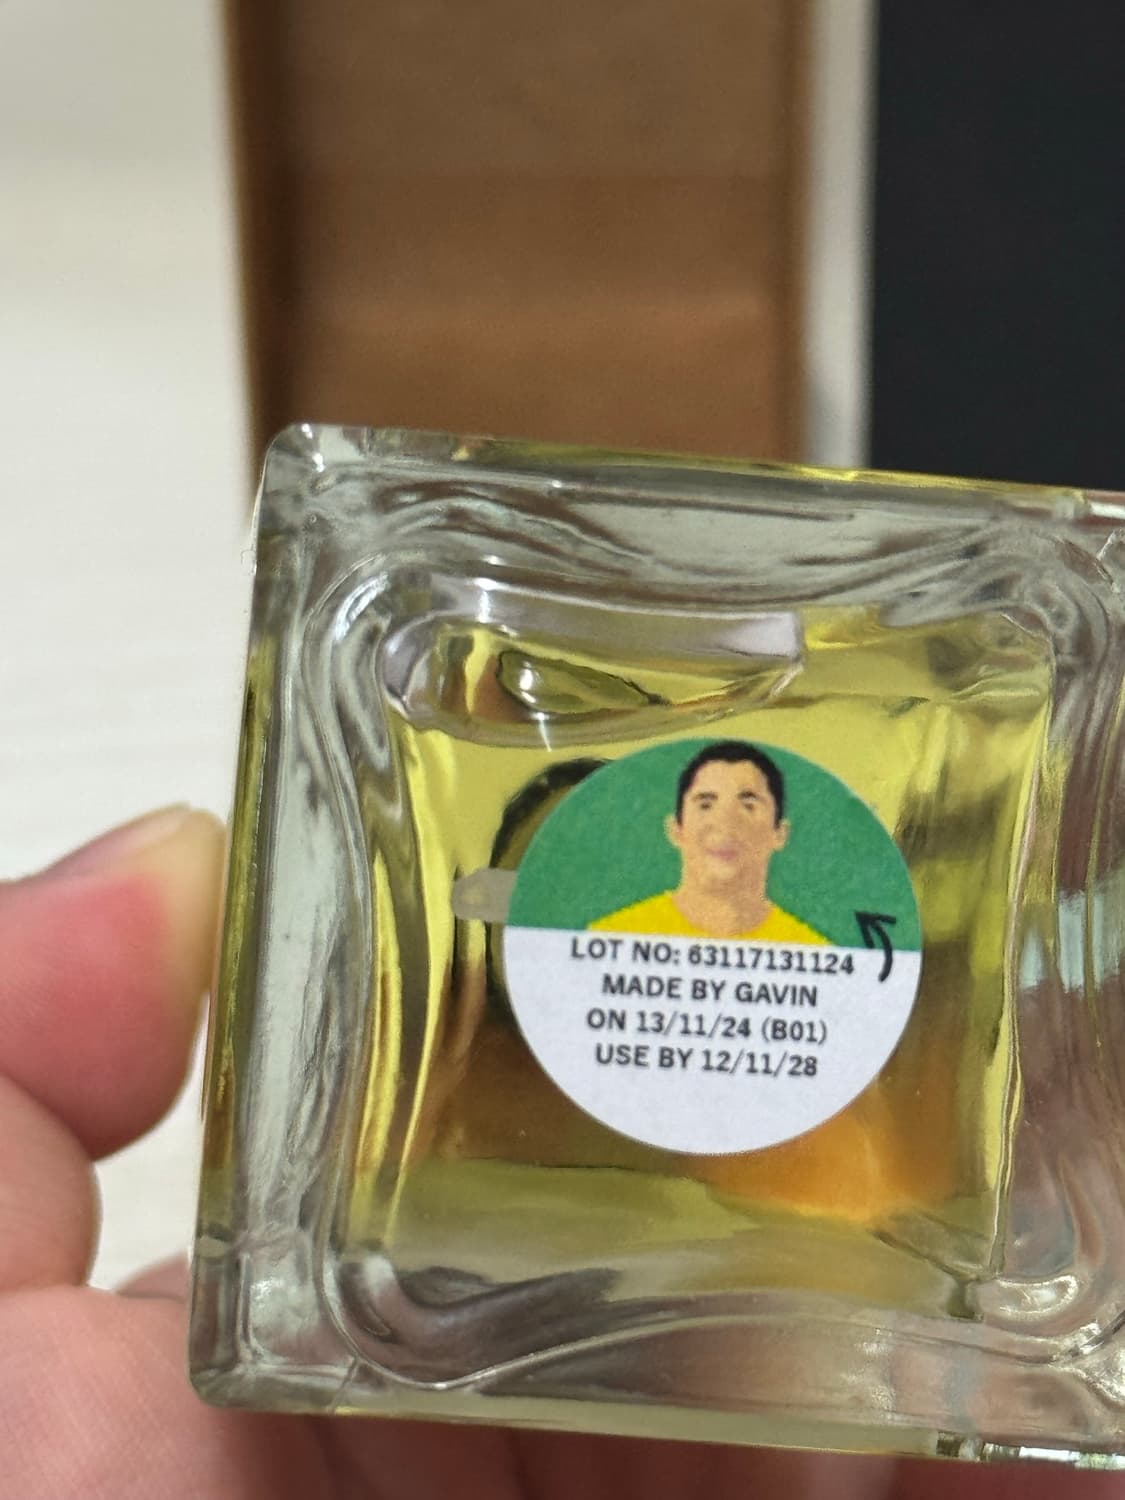 LOT NO: 63117131124
MADE BY GAVIN
ON 13/11/24 (B01)
USE BY 12/11/28